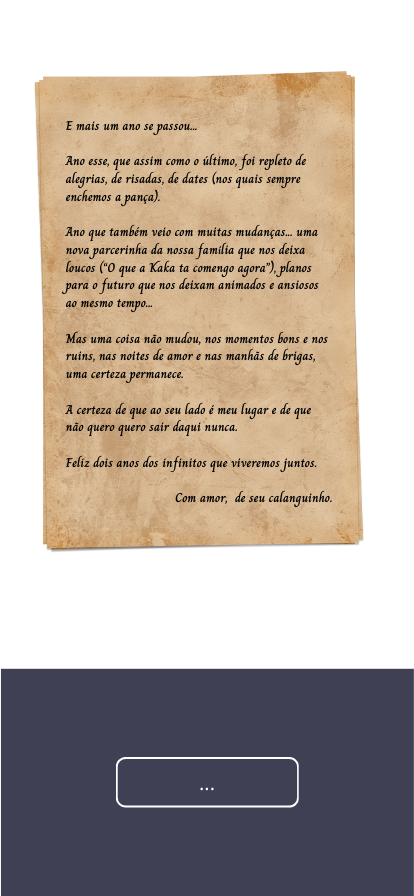 E mais um ano se passou...
Ano esse, que assim como o último, foi repleto de
alegrias, de risadas, de dates (nos quais sempre
enchemos a pança).
Ano que também veio com muitas mudanças... uma
nova parcerinha da nossa família que nos deixa
loucos ("O que a Kaka ta comengo agora"), planos
para o futuro que nos deixam animados e ansiosos
ao mesmo tempo...
Mas uma coisa não mudou, nos momentos bons e nos
ruins, nas noites de amor e nas manhãs de brigas,
uma certeza permanece.
A certeza de que ao seu lado é meu lugar e de que
não quero quero sair daqui nunca.
Feliz dois anos dos infinitos que viveremos juntos.
Com amor, de seu calanguinho.
...